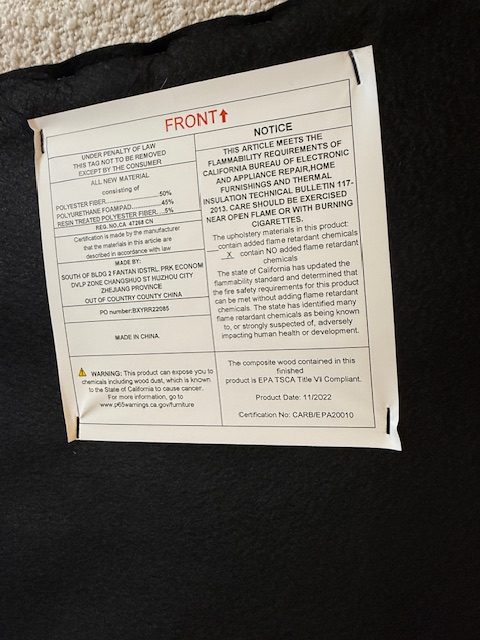 FRONT↑
UNDER PENALTY OF LAW
THIS TAG NOT TO BE REMOVED
EXCEPT BY THE CONSUMER
ALL NEW MATERIAL
consisting of
POLYESTER FIBER....................50%
POLYURETHANE FOAMPAD...........45%
RESIN TREATED POLYESTER FIBER....5%
REG. NO.CA 47268 CN
Certification is made by the manufacturer
that the materials in this article are
described in accordance with law
MADE BY:
SOUTH OF BLDG 2 FANTAN IDSTRL. PRK ECONOM
DVLP ZONE CHANGSHUO ST HUZHOU CITY
ZHEJIANG PROVINCE
OUT OF COUNTRY COUNTY CHINA
PO number:BXYRR22085
MADE IN CHINA
WARNING: This product can expose you to
chemicals including wood dust, which is known
to the State of California to cause cancer.
For more information, go to
www.p65warnings.ca.gov/furniture
NOTICE
THIS ARTICLE MEETS THE
FLAMMABILITY REQUIREMENTS OF
CALIFORNIA BUREAU OF ELECTRONIC
AND APPLIANCE REPAIR,HOME
FURNISHINGS AND THERMAL
INSULATION TECHNICAL BULLETIN 117-
2013. CARE SHOULD BE EXERCISED
NEAR OPEN FLAME OR WITH BURNING
CIGARETTES.
The upholstery materials in this product:
__contain added flame retardant chemicals
X contain NO added flame retardant
chemicals
The state of California has updated the
flammability standard and determined that
the fire safety requirements for this product
can be met without adding flame retardant
chemicals. The state has identified many
flame retardant chemicals as being known
to, or strongly suspected of, adversely
impacting human health or development.
The composite wood contained in this
finished
product is EPA TSCA Title VII Compliant.
Product Date: 11/2022
Certification No: CARB/EPA20010